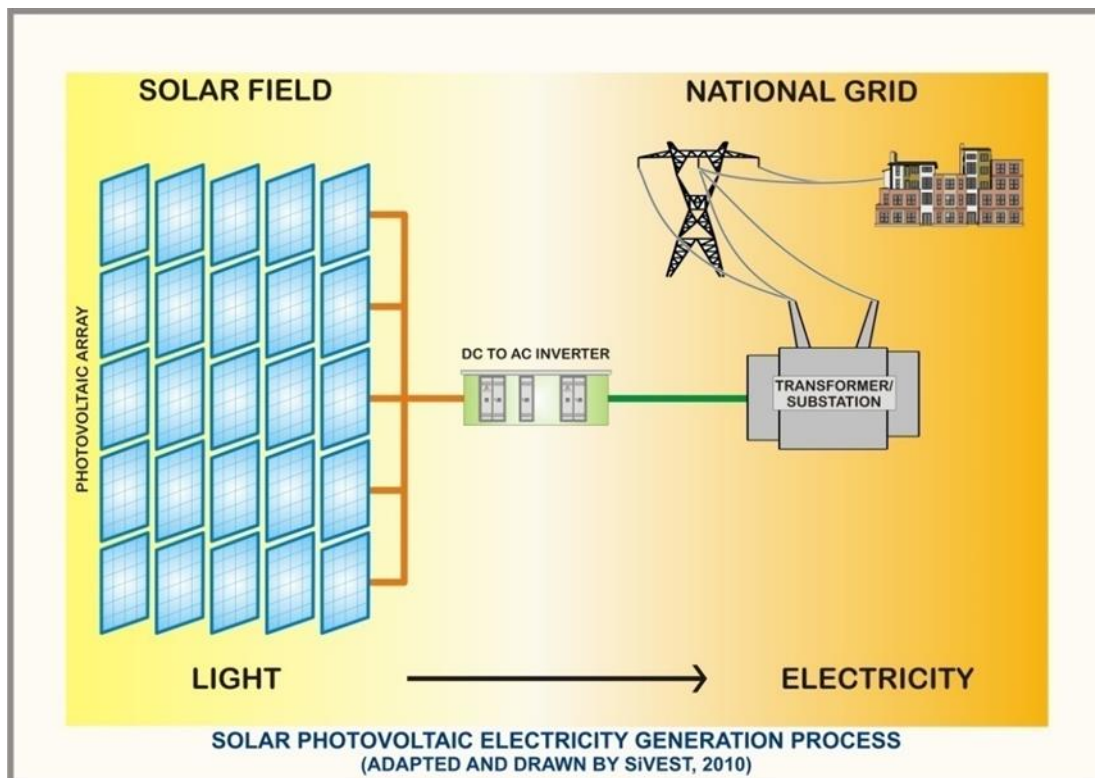 SOLAR FIELD
NATIONAL GRID
PHOTOVOLTAIC ARRAY
DC TO AC INVERTER
TRANSFORMER/
SUBSTATION
LIGHT
ELECTRICITY
SOLAR PHOTOVOLTAIC ELECTRICITY GENERATION PROCESS
(ADAPTED AND DRAWN BY SiVEST, 2010)